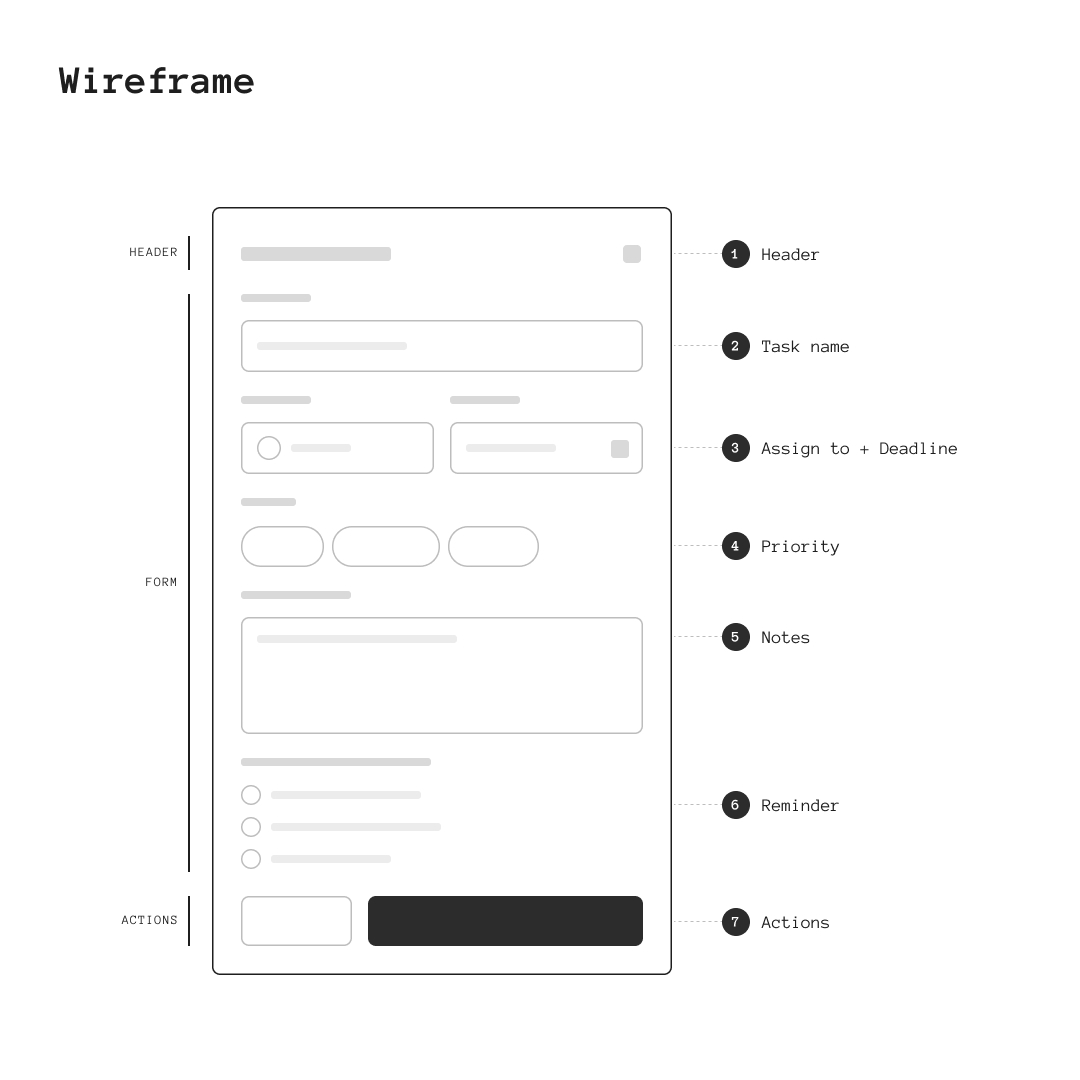 Wireframe
HEADER
1 Header
2 Task name
3 Assign to + Deadline
4 Priority
FORM
5 Notes
6 Reminder
ACTIONS
7 Actions